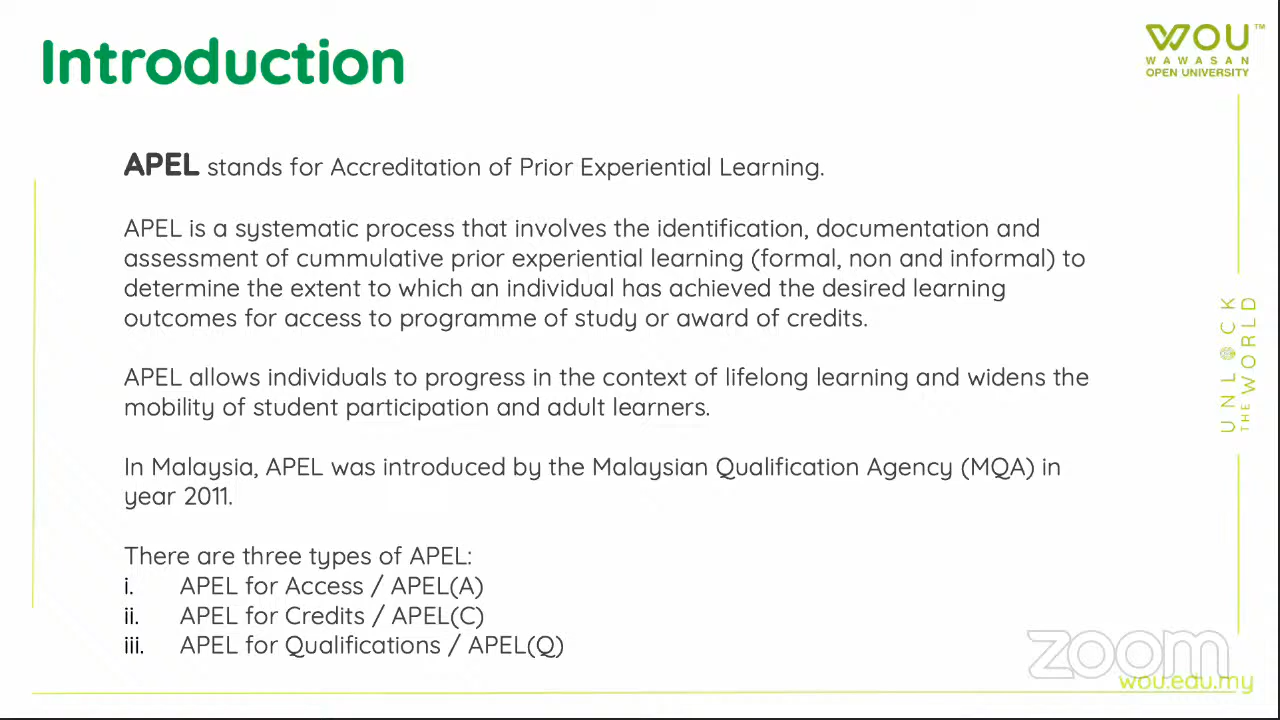 Introduction
WOU™
WAWASAN
OPEN UNIVERSITY
APEL stands for Accreditation of Prior Experiential Learning.
APEL is a systematic process that involves the identification, documentation and
assessment of cummulative prior experiential learning (formal, non and informal) to
determine the extent to which an individual has achieved the desired learning
outcomes for access to programme of study or award of credits.
APEL allows individuals to progress in the context of lifelong learning and widens the
mobility of student participation and adult learners.
In Malaysia, APEL was introduced by the Malaysian Qualification Agency (MQA) in
year 2011.
There are three types of APEL:
i. APEL for Access / APEL(A)
ii. APEL for Credits / APEL(C)
iii. APEL for Qualifications / APEL(Q)
UNLOCK
THE WORLD
zoom
wou.edu.my